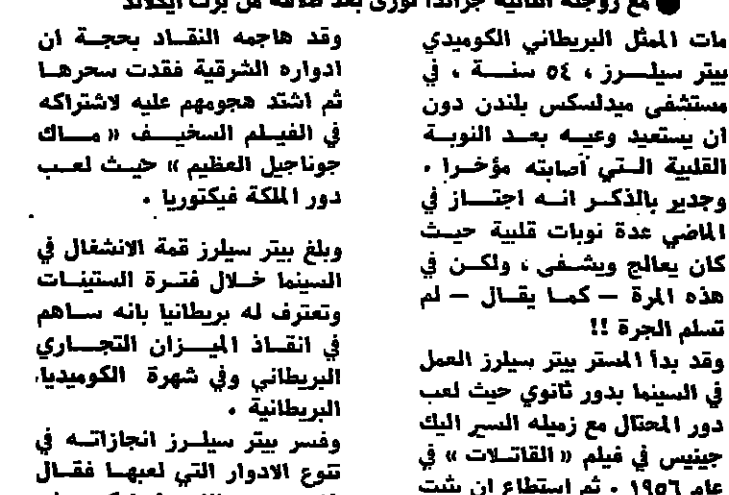 مع زوجته الثانية جراندا نوري بعد طلاقه من برت ايكلاند
مات الممثل البريطاني الكوميدي
بيتر سيلرز ، ٥٤ سنة ، في
مستشفى ميدلسكس بلندن دون
ان يستعيد وعيه بعد النوبة
القلبية التي أصابته مؤخرا .
وجدير بالذكر انه اجتاز في
الماضي عدة نوبات قلبية حيث
كان يعالج ويشفى ، ولكن في
هذه المرة — كما يقال — لم
تسلم الجرة !!
وقد بدأ المستر بيتر سيلرز العمل
في السينما بدور ثانوي حيث لعب
دور المحتال مع زميله السير اليك
جينيس في فيلم « القاتلات » في
عام ١٩٥٦ . ثم استطاع ان يثبت
وقد هاجمه النقاد بحجة ان
ادواره الشرقية فقدت سحرها
ثم اشتد هجومهم عليه لاشتراكه
في الفيلم السخيف « ماك
جوناجيل العظيم » حيث لعب
دور الملكة فيكتوريا .
وبلغ بيتر سيلرز قمة الانشغال في
السينما خلال فترة الستينات
وتعترف له بريطانيا بانه ساهم
في انقاذ الميزان التجاري
البريطاني وفي شهرة الكوميديا
البريطانية .
وفسر بيتر سيلرز انجازاته في
تنوع الادوار التي لعبها فقال